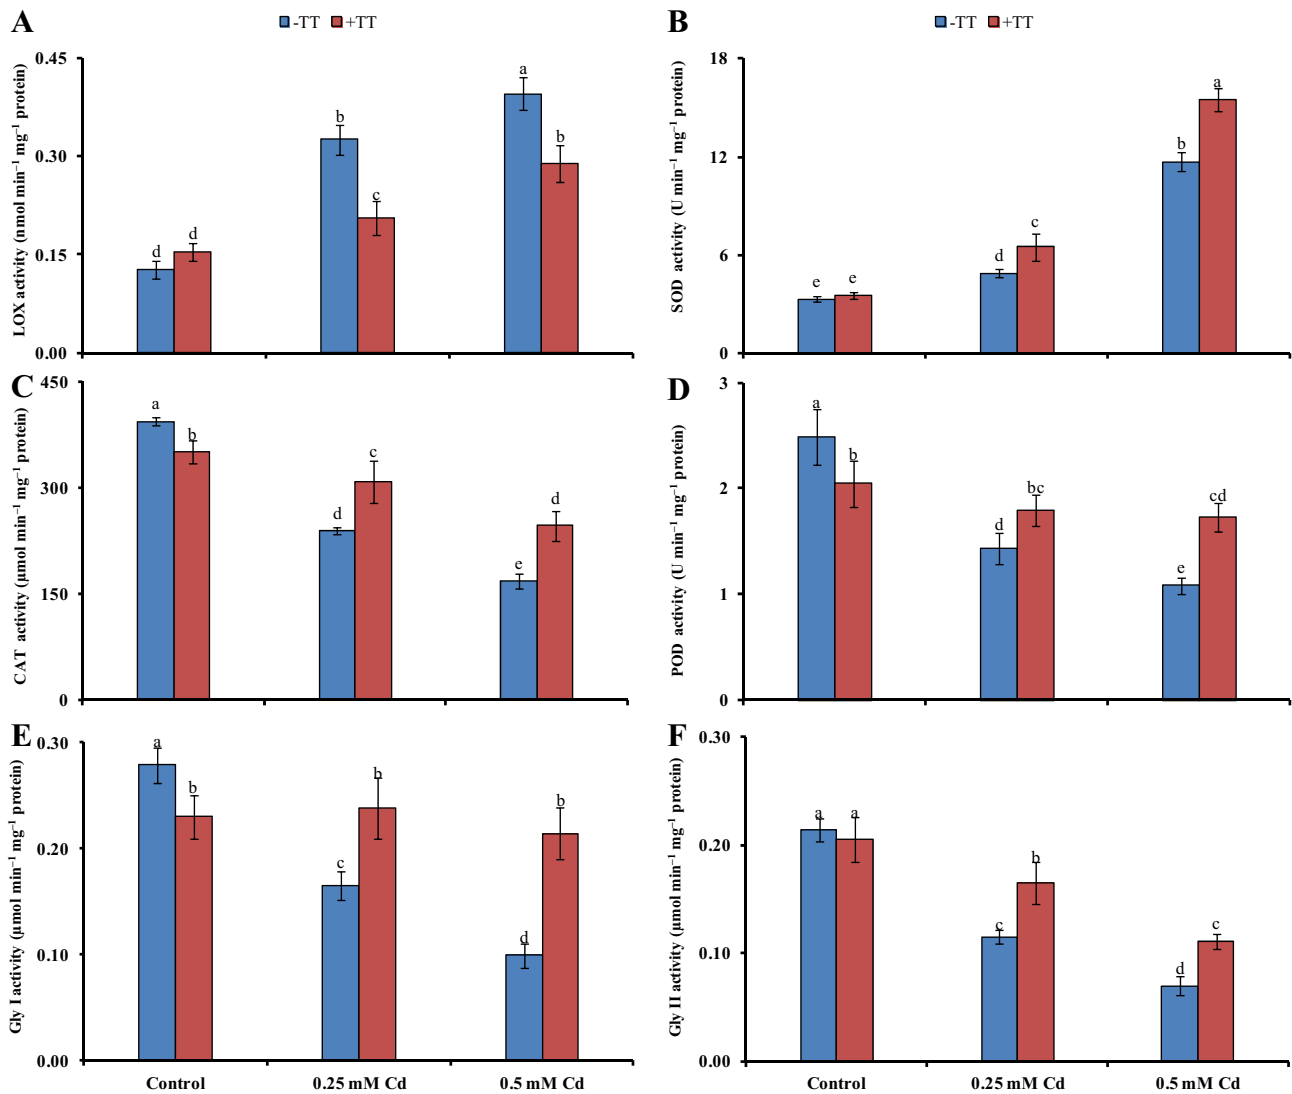 A
-TT +TT
LOX activity (nmol min⁻¹ mg⁻¹ protein)
0.45
0.30
0.15
0.00
d
d
b
c
a
b
B
-TT +TT
SOD activity (U min⁻¹ mg⁻¹ protein)
18
12
6
0
e
e
d
c
b
a
C
CAT activity (µmol min⁻¹ mg⁻¹ protein)
450
300
150
0
a
b
d
c
e
d
D
POD activity (U min⁻¹ mg⁻¹ protein)
3
2
1
0
a
b
d
bc
e
cd
E
Gly I activity (µmol min⁻¹ mg⁻¹ protein)
0.30
0.20
0.10
0.00
a
b
c
b
d
b
Control 0.25 mM Cd 0.5 mM Cd
F
Gly II activity (µmol min⁻¹ mg⁻¹ protein)
0.30
0.20
0.10
0.00
a
a
c
b
d
c
Control 0.25 mM Cd 0.5 mM Cd